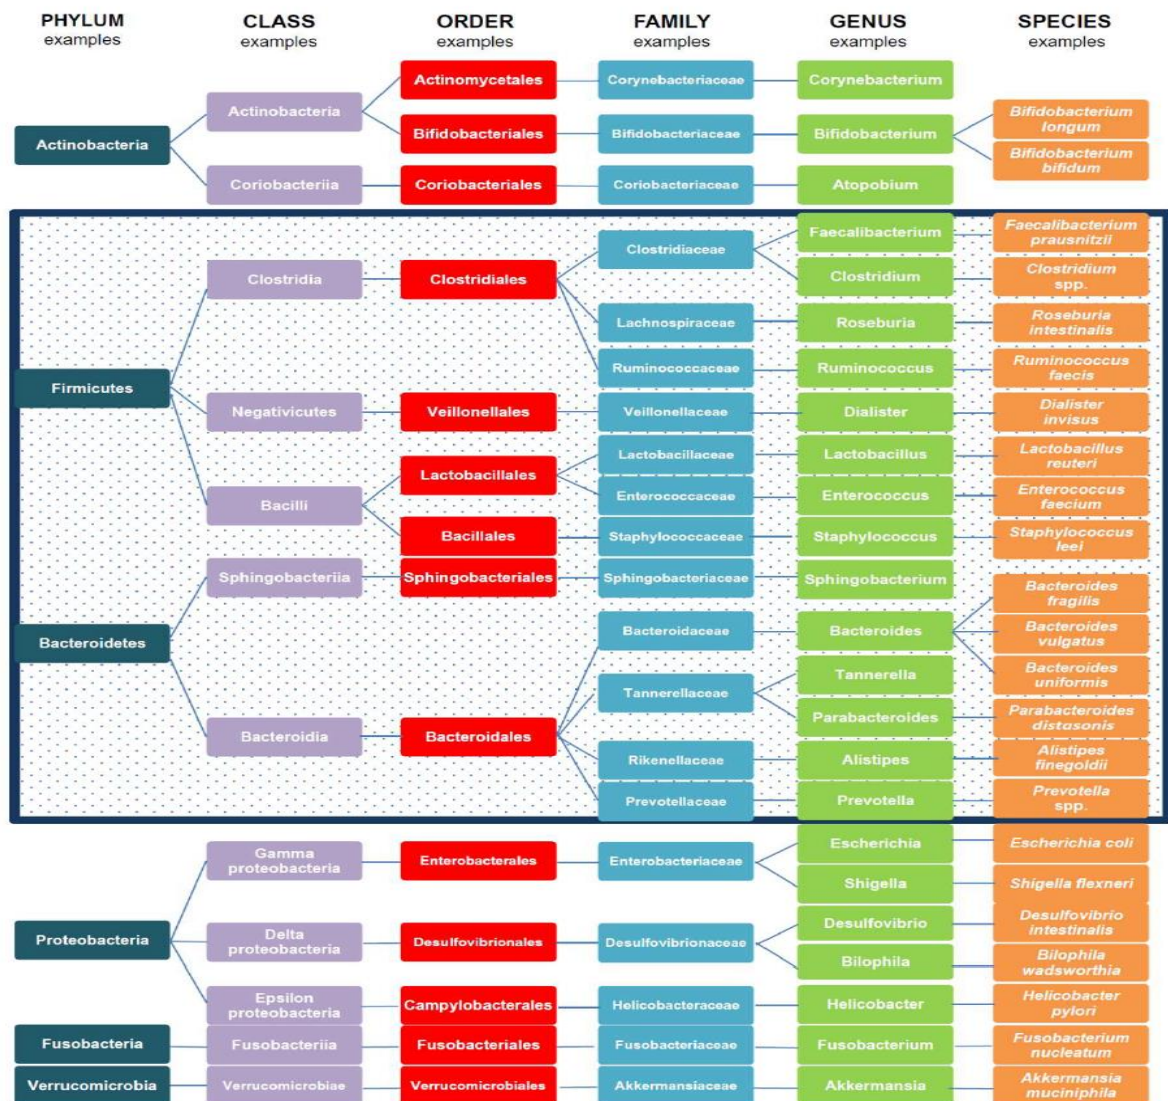 PHYLUM CLASS ORDER FAMILY GENUS SPECIES
examples examples examples examples examples examples
Actinomycetales Corynebacteriaceae Corynebacterium
Actinobacteria
Bifidobacterium
longum
Actinobacteria
Bifidobacteriales Bifidobacteriaceae Bifidobacterium
Bifidobacterium
bifidum
Coriobacteriia Coriobacteriales Coriobacteriaceae Atopobium
Faecalibacterium
Faecalibacterium
prausnitzii
Clostridiaceae
Clostridia Clostridiales
Clostridium
Clostridium
spp.
Lachnospiraceae Roseburia
Roseburia
intestinalis
Firmicutes
Ruminococcaceae Ruminococcus
Ruminococcus
faecis
Negativicutes Veillonellales Veillonellaceae Dialister
Dialister
invisus
Lactobacillales
Lactobacillaceae Lactobacillus
Lactobacillus
reuteri
Bacilli
Enterococcaceae Enterococcus
Enterococcus
faecium
Bacillales Staphylococcaceae Staphylococcus
Staphylococcus
leei
Sphingobacteriia Sphingobacteriales Sphingobacteriaceae Sphingobacterium
Bacteroides
fragilis
Bacteroidetes
Bacteroidaceae Bacteroides
Bacteroides
vulgatus
Tannerella
Bacteroides
uniformis
Tannerellaceae
Parabacteroides
Parabacteroides
distasonis
Bacteroidia Bacteroidales
Rikenellaceae Alistipes
Alistipes
finegoldii
Prevotellaceae Prevotella
Prevotella
spp.
Gamma
proteobacteria
Enterobacterales Enterobacteriaceae
Escherichia Escherichia coli
Shigella Shigella flexneri
Proteobacteria
Delta
proteobacteria
Desulfovibrionales Desulfovibrionaceae
Desulfovibrio
Desulfovibrio
intestinalis
Bilophila
Bilophila
wadsworthia
Epsilon
proteobacteria
Campylobacterales Helicobacteraceae Helicobacter
Helicobacter
pylori
Fusobacteria Fusobacteriia Fusobacteriales Fusobacteriaceae Fusobacterium
Fusobacterium
nucleatum
Verrucomicrobia Verrucomicrobiae Verrucomicrobiales Akkermansiaceae Akkermansia
Akkermansia
muciniphila